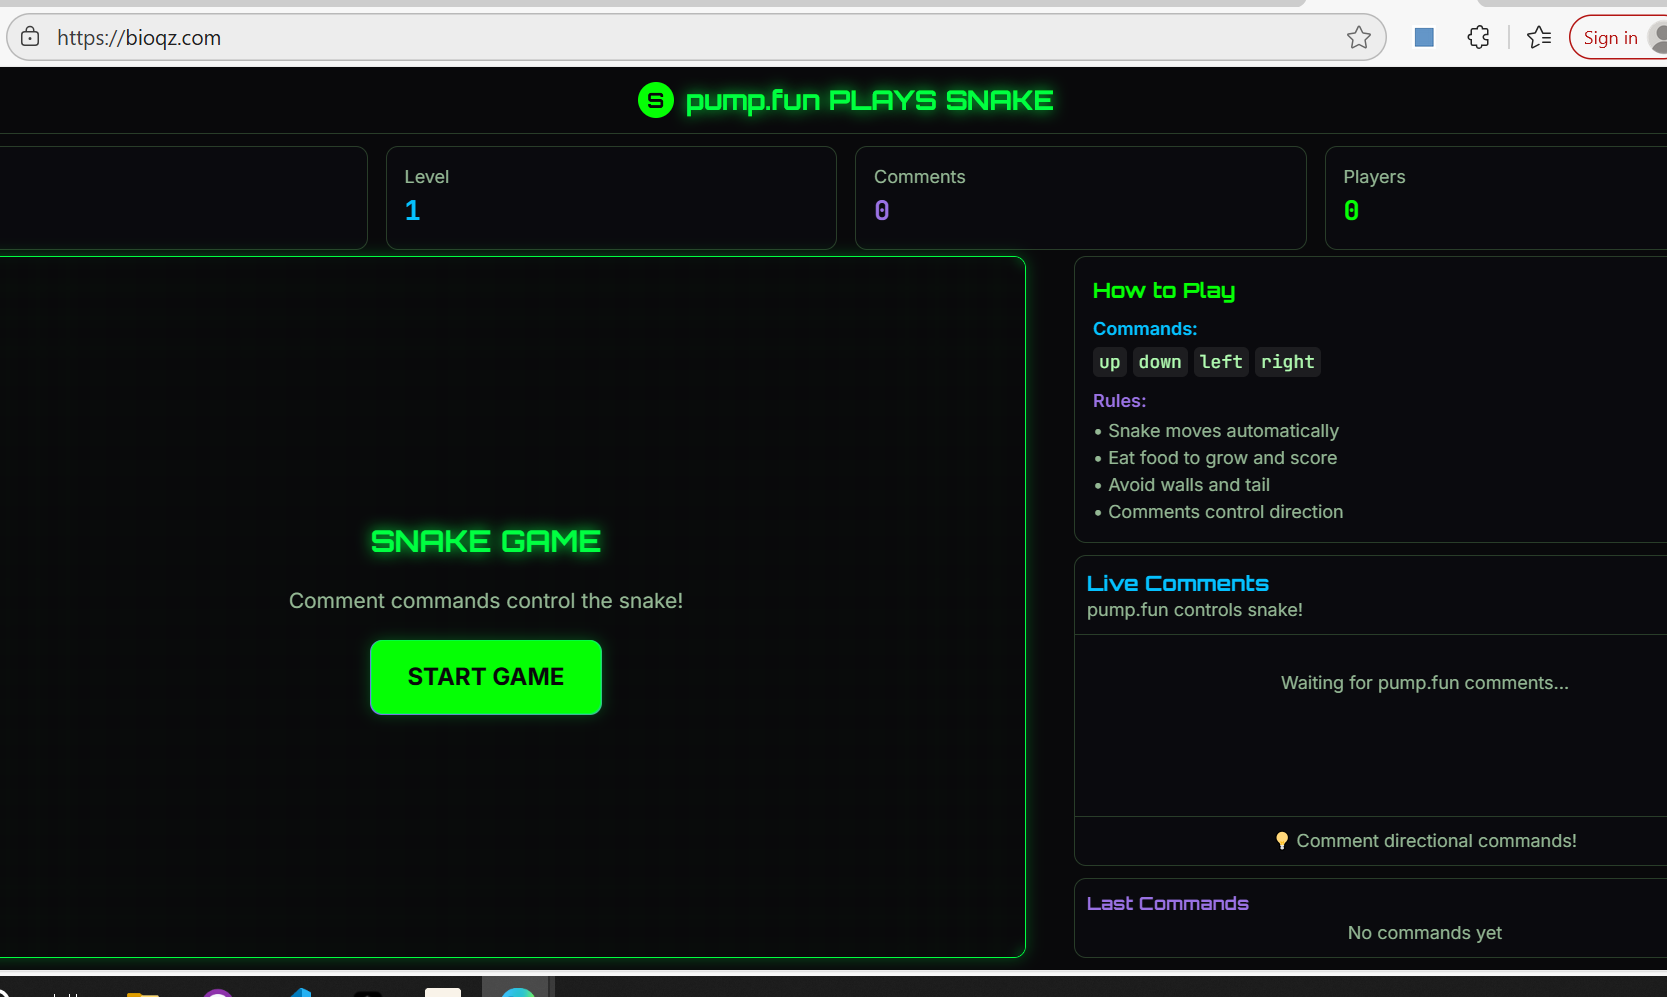 https://bioqz.com
Sign in
S pump.fun PLAYS SNAKE
Level
1
Comments
0
Players
0
SNAKE GAME
Comment commands control the snake!
START GAME
How to Play
Commands:
up down left right
Rules:
• Snake moves automatically
• Eat food to grow and score
• Avoid walls and tail
• Comments control direction
Live Comments
pump.fun controls snake!
Waiting for pump.fun comments...
💡 Comment directional commands!
Last Commands
No commands yet